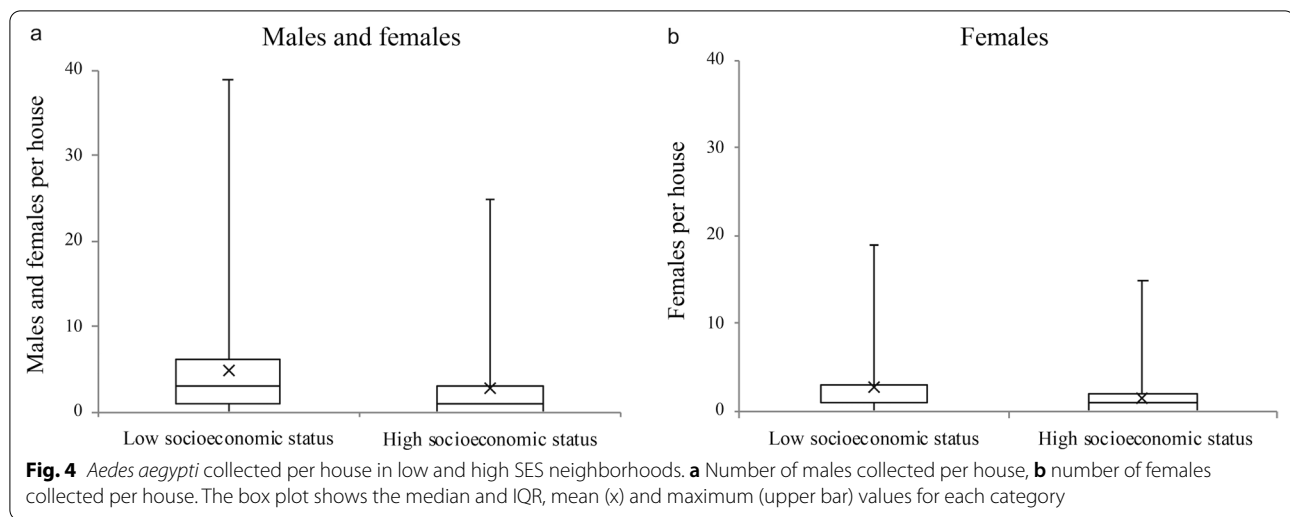 a
Males and females
Males and females per house
40
30
20
10
0
Low socioeconomic status
High socioeconomic status
b
Females
Females per house
40
30
20
10
0
Low socioeconomic status
High socioeconomic status
Fig. 4 Aedes aegypti collected per house in low and high SES neighborhoods. a Number of males collected per house, b number of females
collected per house. The box plot shows the median and IQR, mean (x) and maximum (upper bar) values for each category